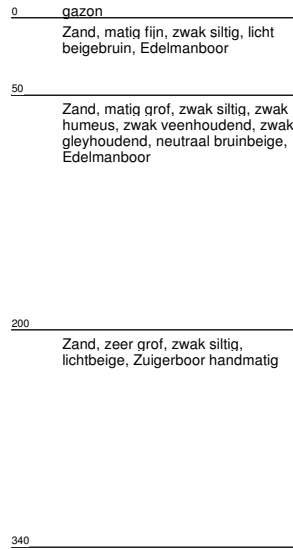 0 gazon
Zand, matig fijn, zwak siltig, licht
beigebruin, Edelmanboor
50
Zand, matig grof, zwak siltig, zwak
humeus, zwak veenhoudend, zwak
gleyhoudend, neutraal bruinbeige,
Edelmanboor
200
Zand, zeer grof, zwak siltig,
lichtbeige, Zuigerboor handmatig
340